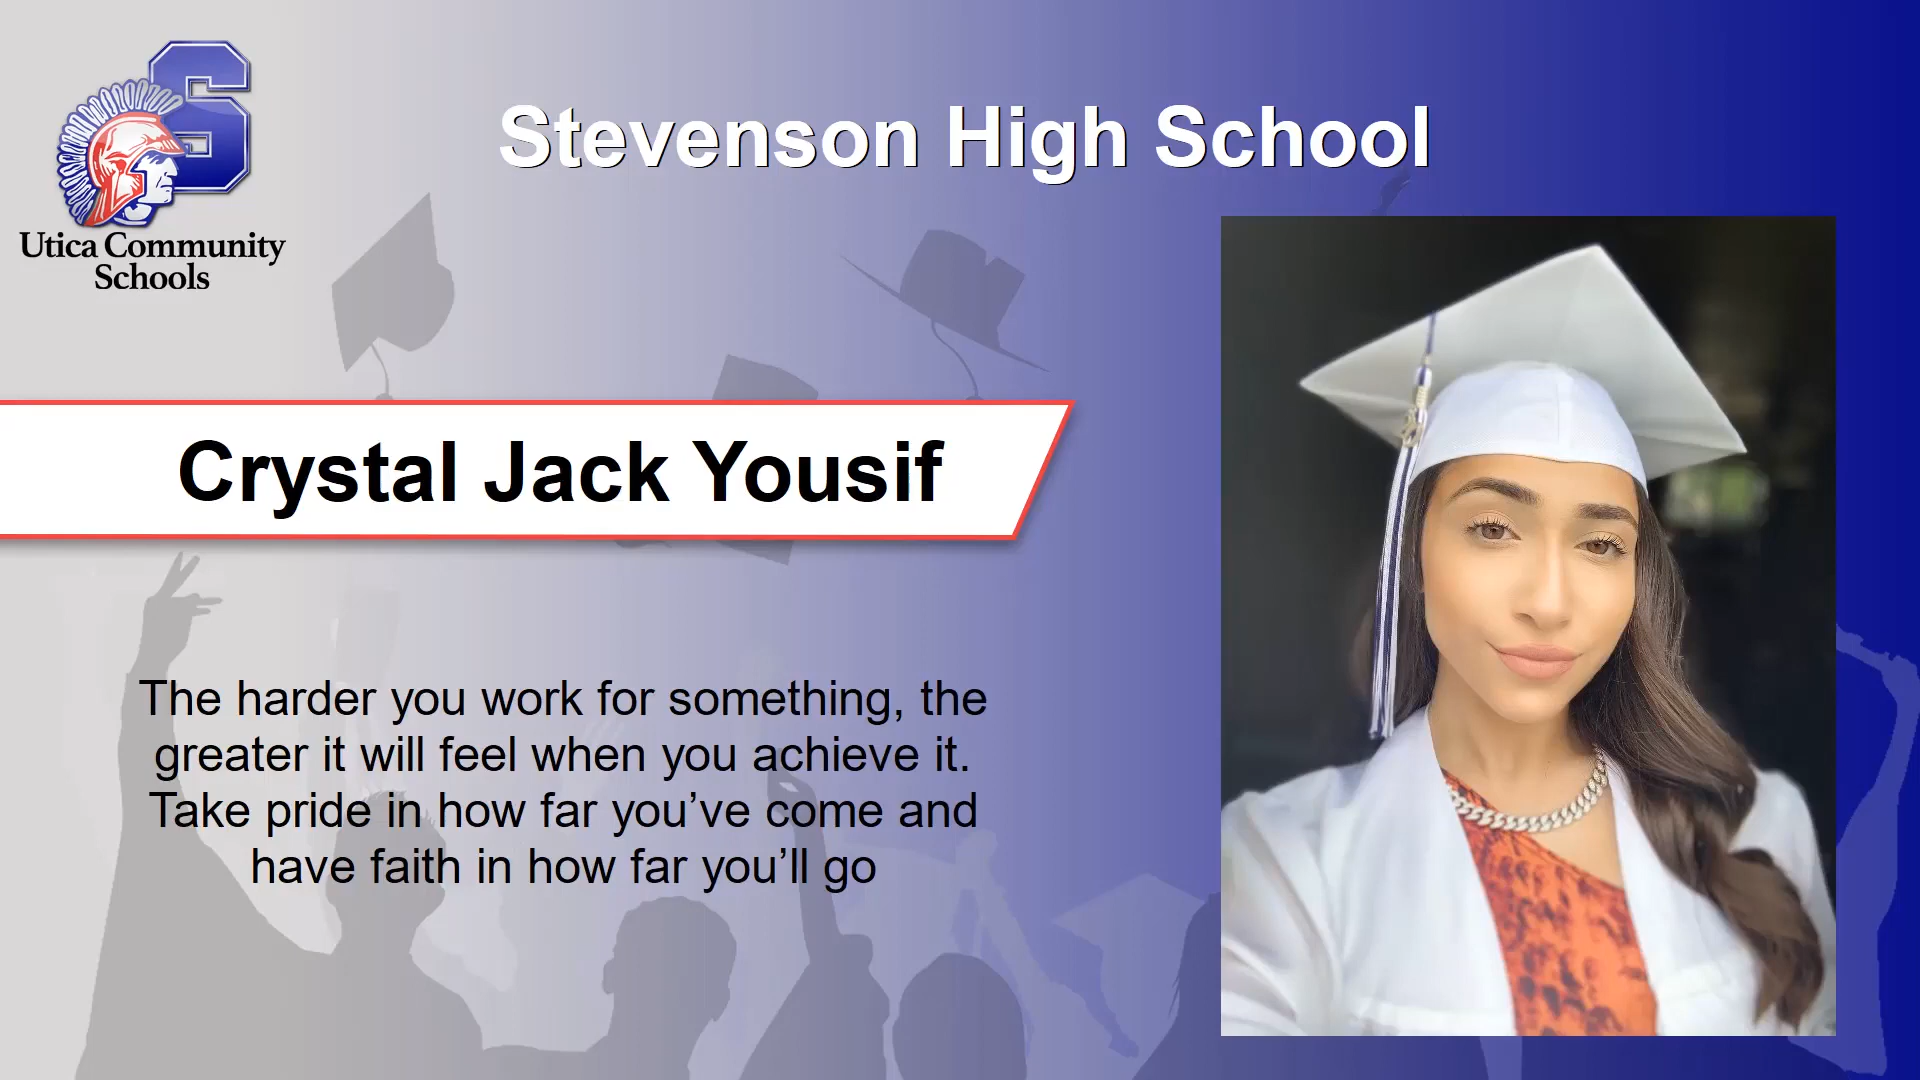 S
Utica Community
Schools
Stevenson High School
Crystal Jack Yousif
The harder you work for something, the
greater it will feel when you achieve it.
Take pride in how far you’ve come and
have faith in how far you’ll go